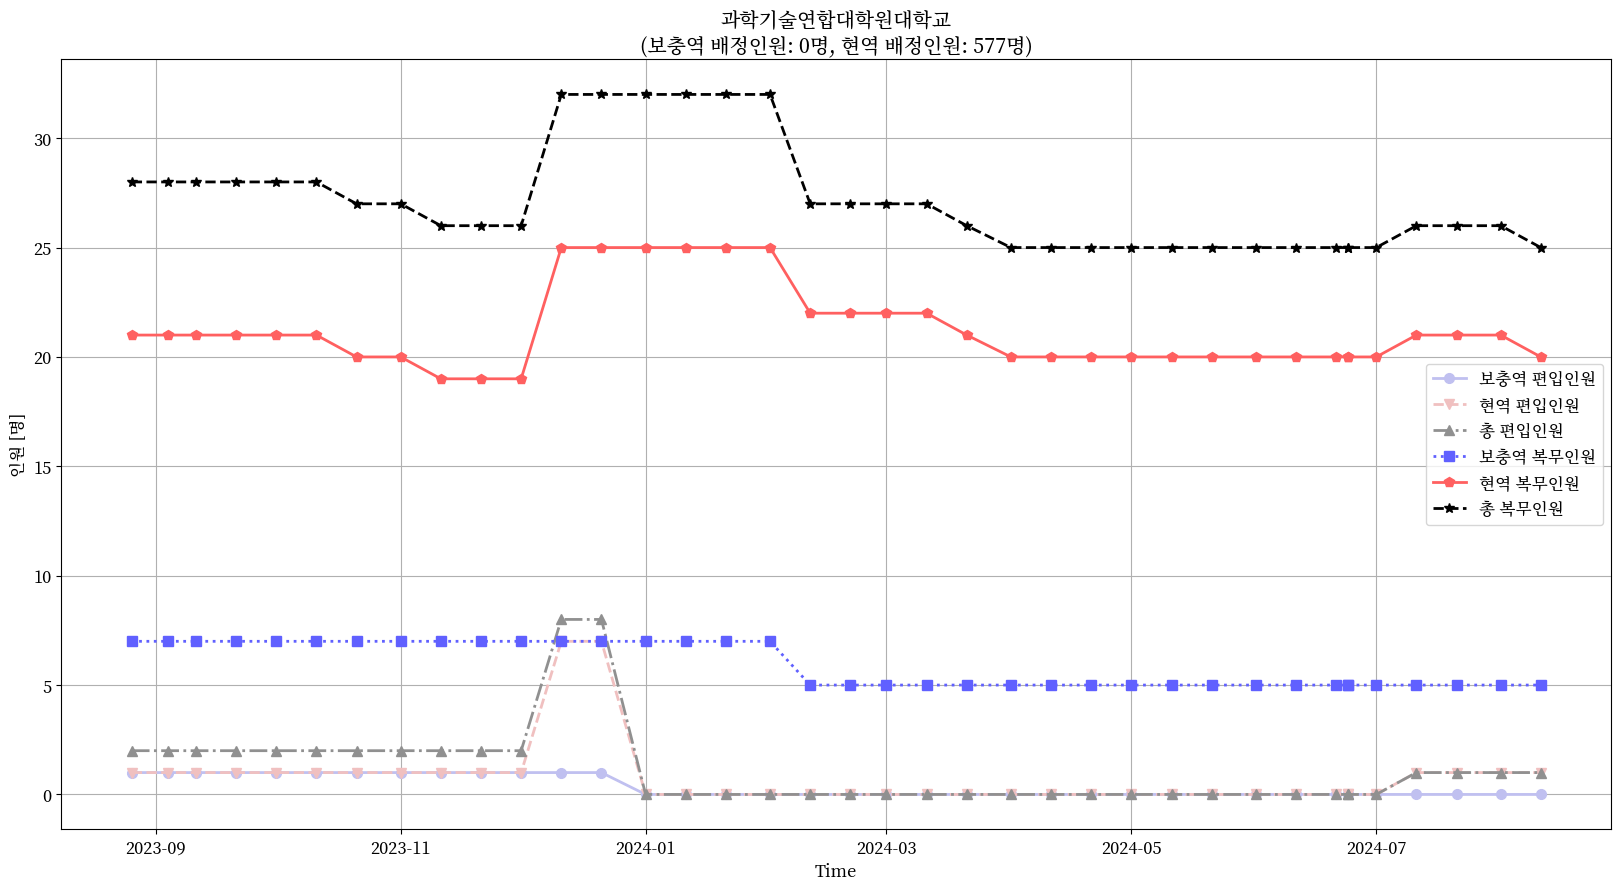 과학기술연합대학원대학교
(보충역 배정인원: 0명, 현역 배정인원: 577명)
인원 [명]
30
25
20
15
10
5
0
보충역 편입인원
현역 편입인원
총 편입인원
보충역 복무인원
현역 복무인원
총 복무인원
2023-09
2023-11
2024-01
2024-03
2024-05
2024-07
Time